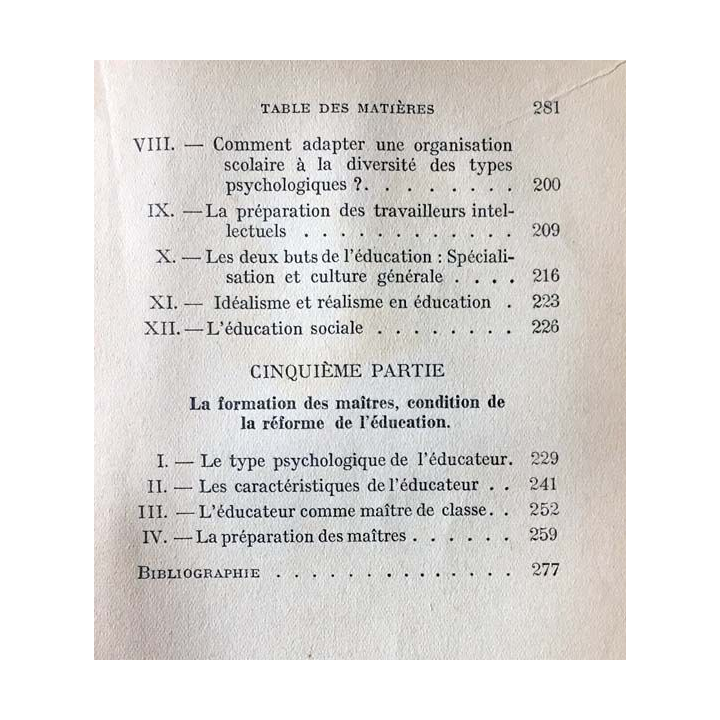 TABLE DES MATIÈRES 281
VIII. — Comment adapter une organisation
scolaire à la diversité des types
psychologiques ?. . . . . . . . . 200
IX. — La préparation des travailleurs intel-
lectuels . . . . . . . . . . . . 209
X. — Les deux buts de l'éducation : Spéciali-
sation et culture générale . . . . 216
XI. — Idéalisme et réalisme en éducation . 223
XII. — L'éducation sociale . . . . . . . . 226
CINQUIÈME PARTIE
La formation des maîtres, condition de
la réforme de l'éducation.
I. — Le type psychologique de l'éducateur. 229
II. — Les caractéristiques de l'éducateur . . 241
III. — L'éducateur comme maître de classe. . 252
IV. — La préparation des maîtres . . . . . . 259
BIBLIOGRAPHIE . . . . . . . . . . . . . . 277